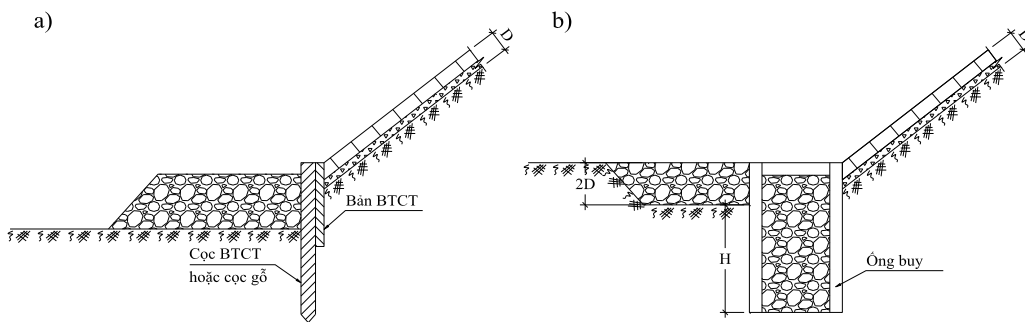 a)
D
Bản BTCT
Cọc BTCT
hoặc cọc gỗ
b)
D
2D
H
Ống buy